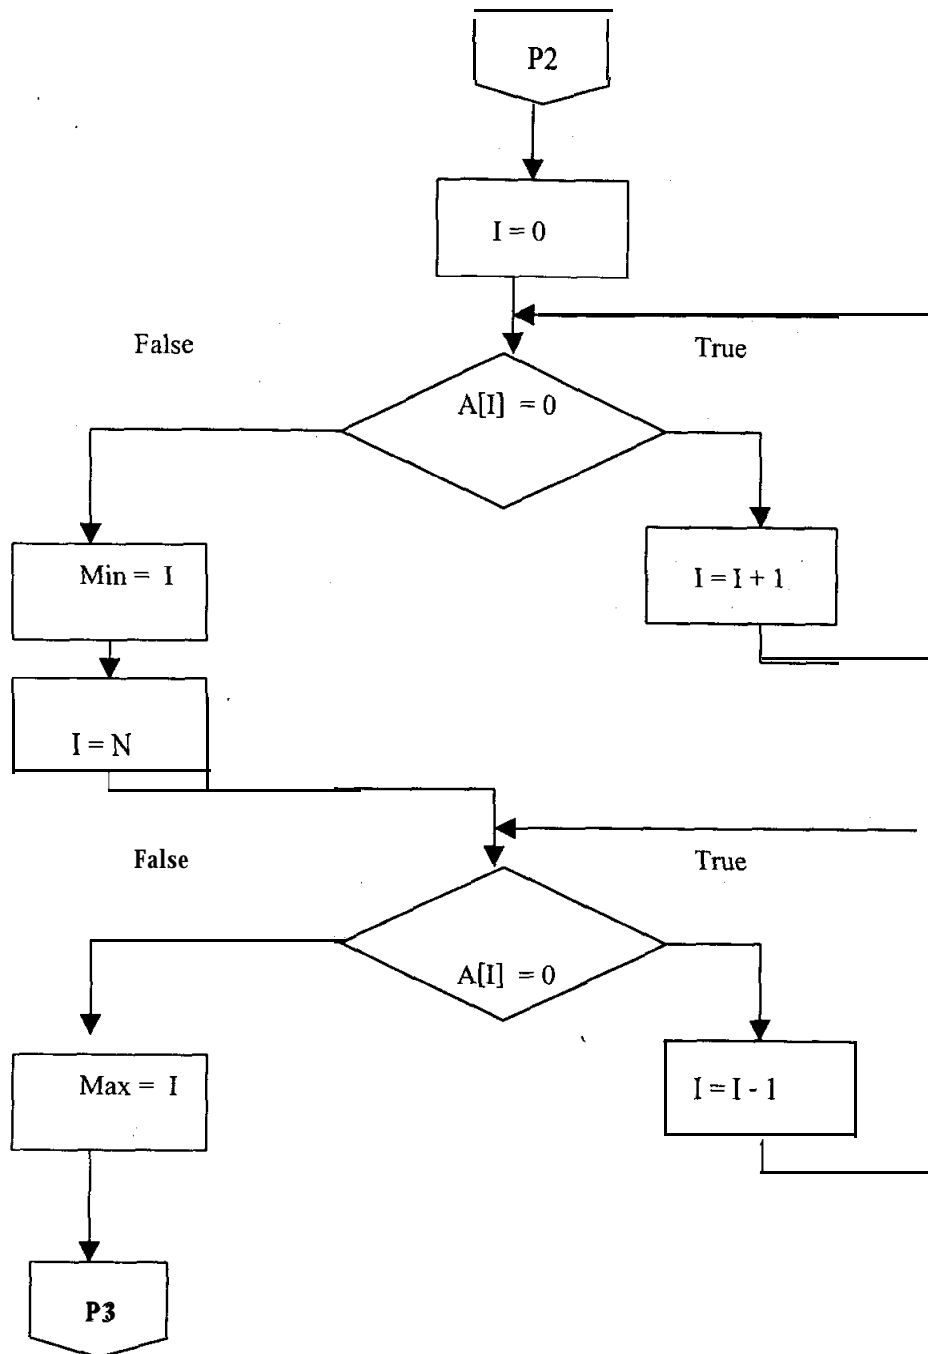 P2
I = 0
False
True
A[I] = 0
Min = I
I = I + 1
I = N
False
True
A[I] = 0
Max = I
I = I - 1
P3